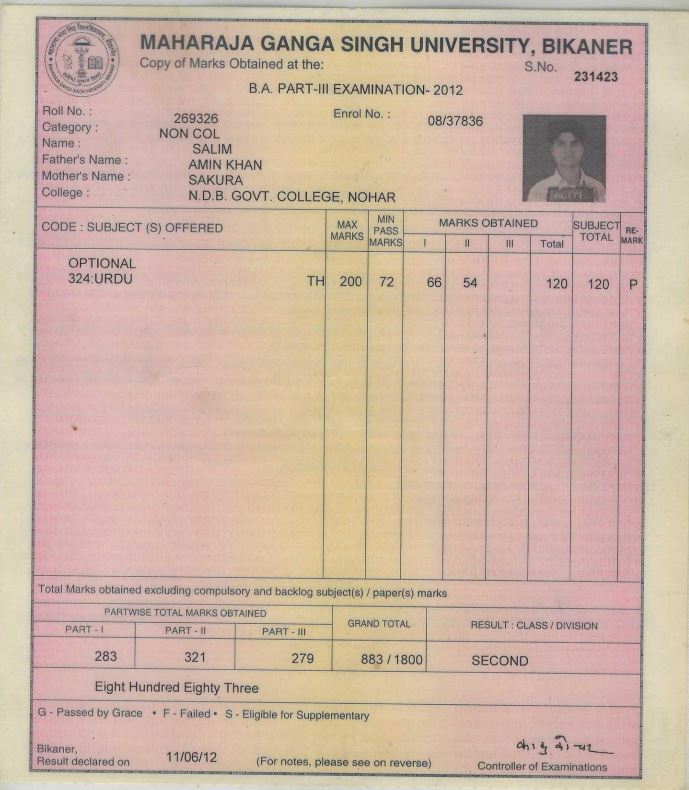 MAHARAJA GANGA SINGH UNIVERSITY, BIKANER
Copy of Marks Obtained at the:
S.No. 231423
B.A. PART-III EXAMINATION- 2012
Roll No. : 269326 Enrol No. : 08/37836
Category : NON COL
Name : SALIM
Father's Name : AMIN KHAN
Mother's Name : SAKURA
College : N.D.B. GOVT. COLLEGE, NOHAR
CODE : SUBJECT (S) OFFERED MAX MARKS MIN PASS MARKS MARKS OBTAINED SUBJECT TOTAL RE-MARK
I II III Total
OPTIONAL
324:URDU TH 200 72 66 54 120 120 P
Total Marks obtained excluding compulsory and backlog subject(s) / paper(s) marks
PARTWISE TOTAL MARKS OBTAINED GRAND TOTAL RESULT : CLASS / DIVISION
PART - I PART - II PART - III
283 321 279 883 / 1800 SECOND
Eight Hundred Eighty Three
G - Passed by Grace • F - Failed • S - Eligible for Supplementary
Bikaner,
Result declared on 11/06/12 (For notes, please see on reverse) Controller of Examinations